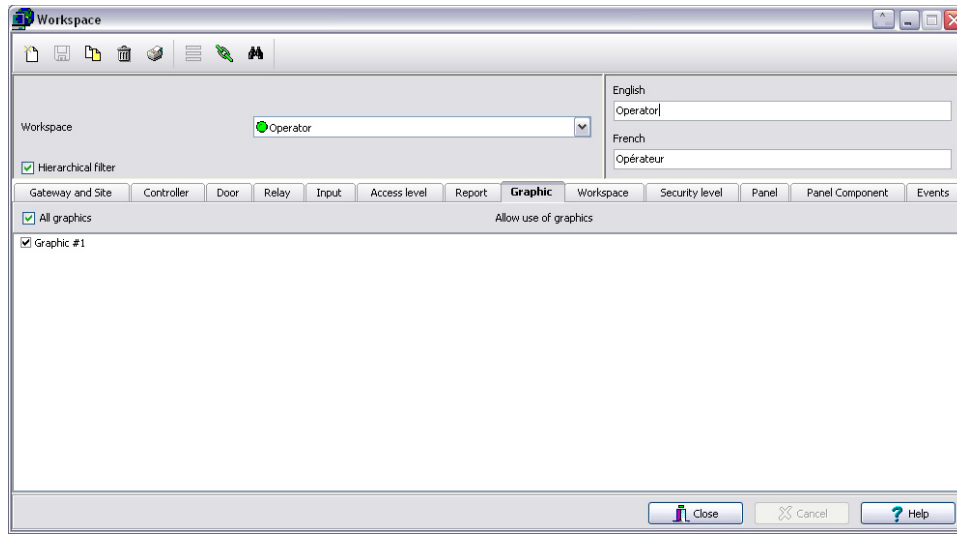 Workspace
English
Operator
Workspace
Operator
French
Opérateur
Hierarchical filter
Gateway and Site Controller Door Relay Input Access level Report Graphic Workspace Security level Panel Panel Component Events
All graphics Allow use of graphics
Graphic #1
Close Cancel Help